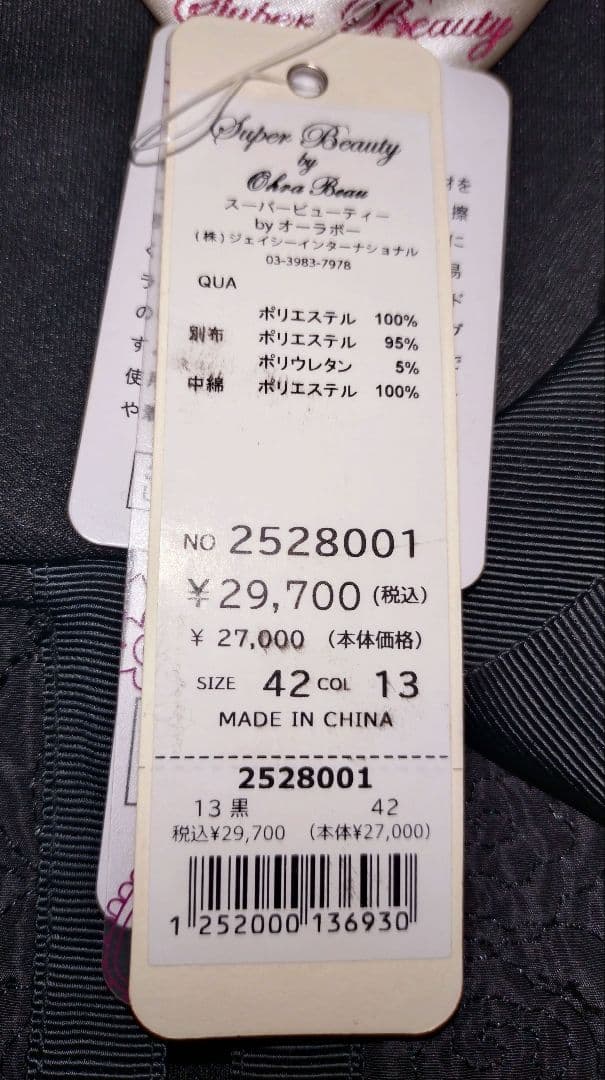 Super Beauty
Super Beauty
by
Ohra Beau
スーパービューティー
by オーラボー
(株)ジェイシーインターナショナル
03-3983-7978
QUA
ポリエステル 100%
別布 ポリエステル 95%
ポリウレタン 5%
中綿 ポリエステル 100%
NO 2528001
¥29,700(税込)
¥ 27,000 (本体価格)
SIZE 42 COL 13
MADE IN CHINA
2528001
13 黒 42
税込¥29,700 (本体¥27,000)
1 252000 136930